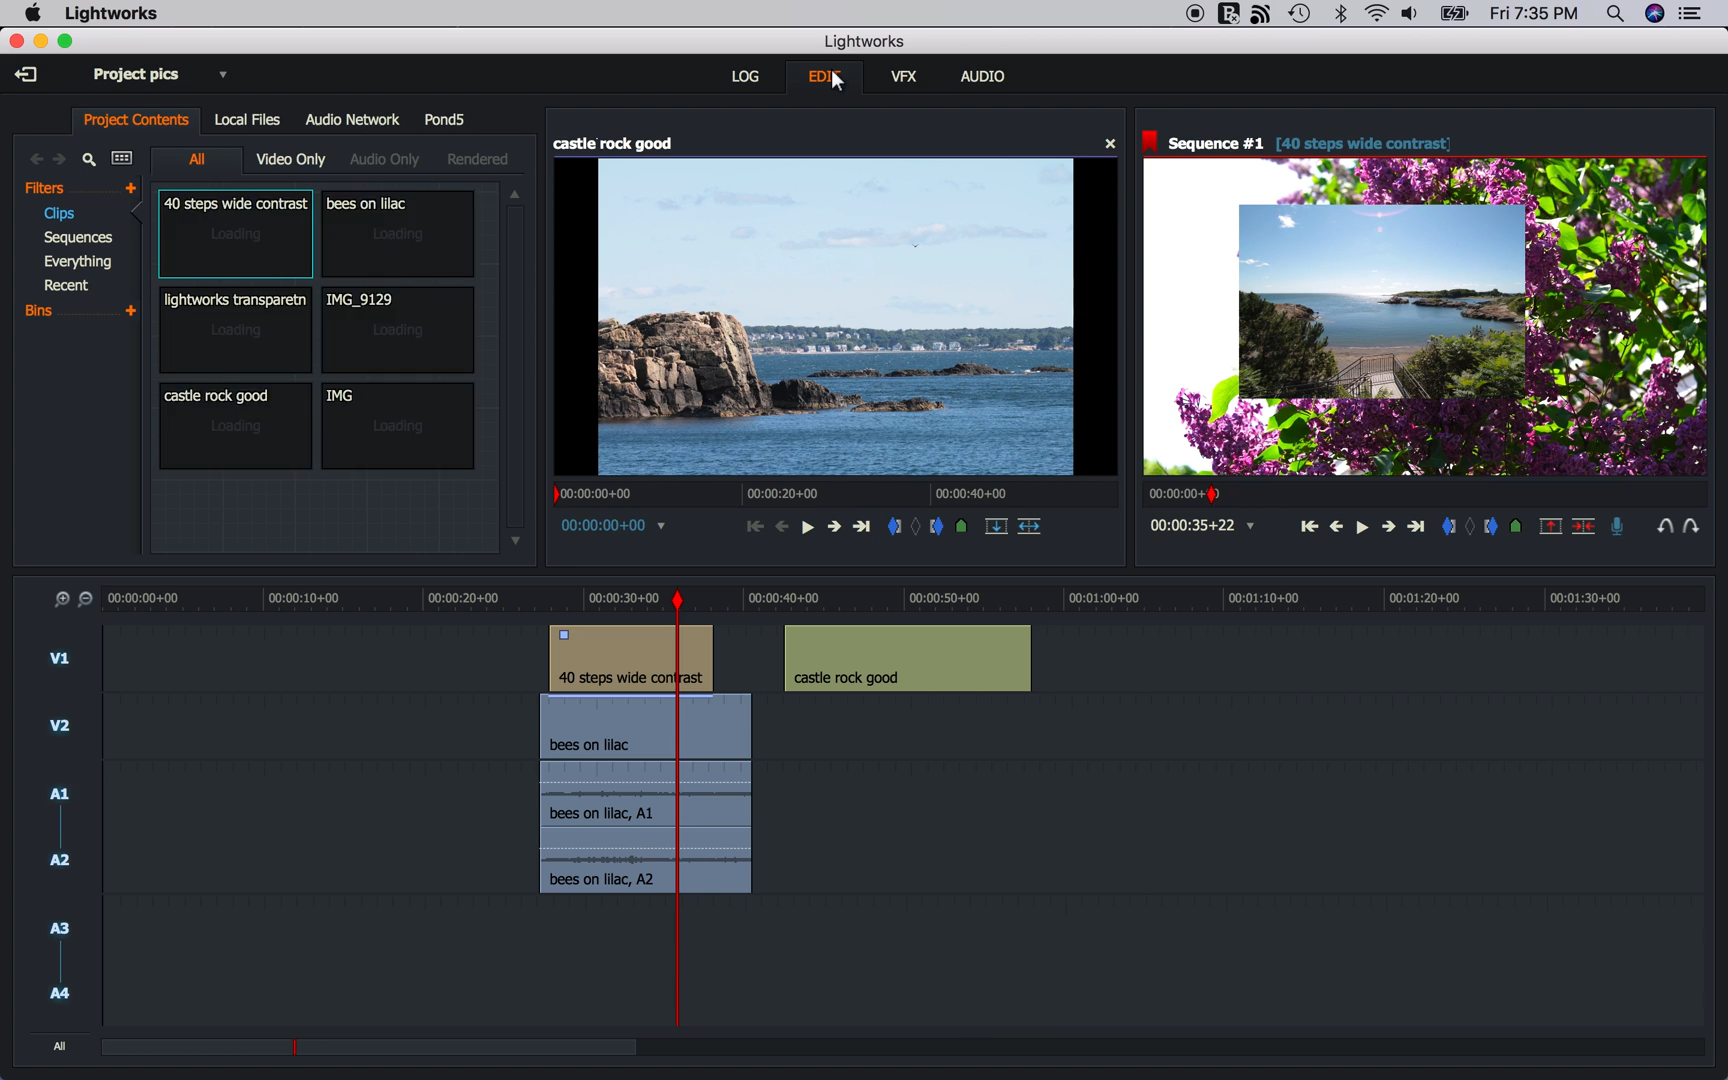 Lightworks
Fri 7:35 PM
Lightworks
Project pics
LOG
EDIT
VFX
AUDIO
Project Contents
Local Files
Audio Network
Pond5
All
Video Only
Audio Only
Rendered
Filters
Clips
Sequences
Everything
Recent
Bins
40 steps wide contrast
Loading
bees on lilac
Loading
lightworks transparetn
Loading
IMG_9129
Loading
castle rock good
Loading
IMG
Loading
castle rock good
00:00:00+00
00:00:20+00
00:00:40+00
00:00:00+00
Sequence #1 [40 steps wide contrast]
00:00:00+
00:00:35+22
00:00:00+00
00:00:10+00
00:00:20+00
00:00:30+00
00:00:40+00
00:00:50+00
00:01:00+00
00:01:10+00
00:01:20+00
00:01:30+00
V1
40 steps wide contrast
castle rock good
V2
bees on lilac
A1
bees on lilac, A1
A2
bees on lilac, A2
A3
A4
All